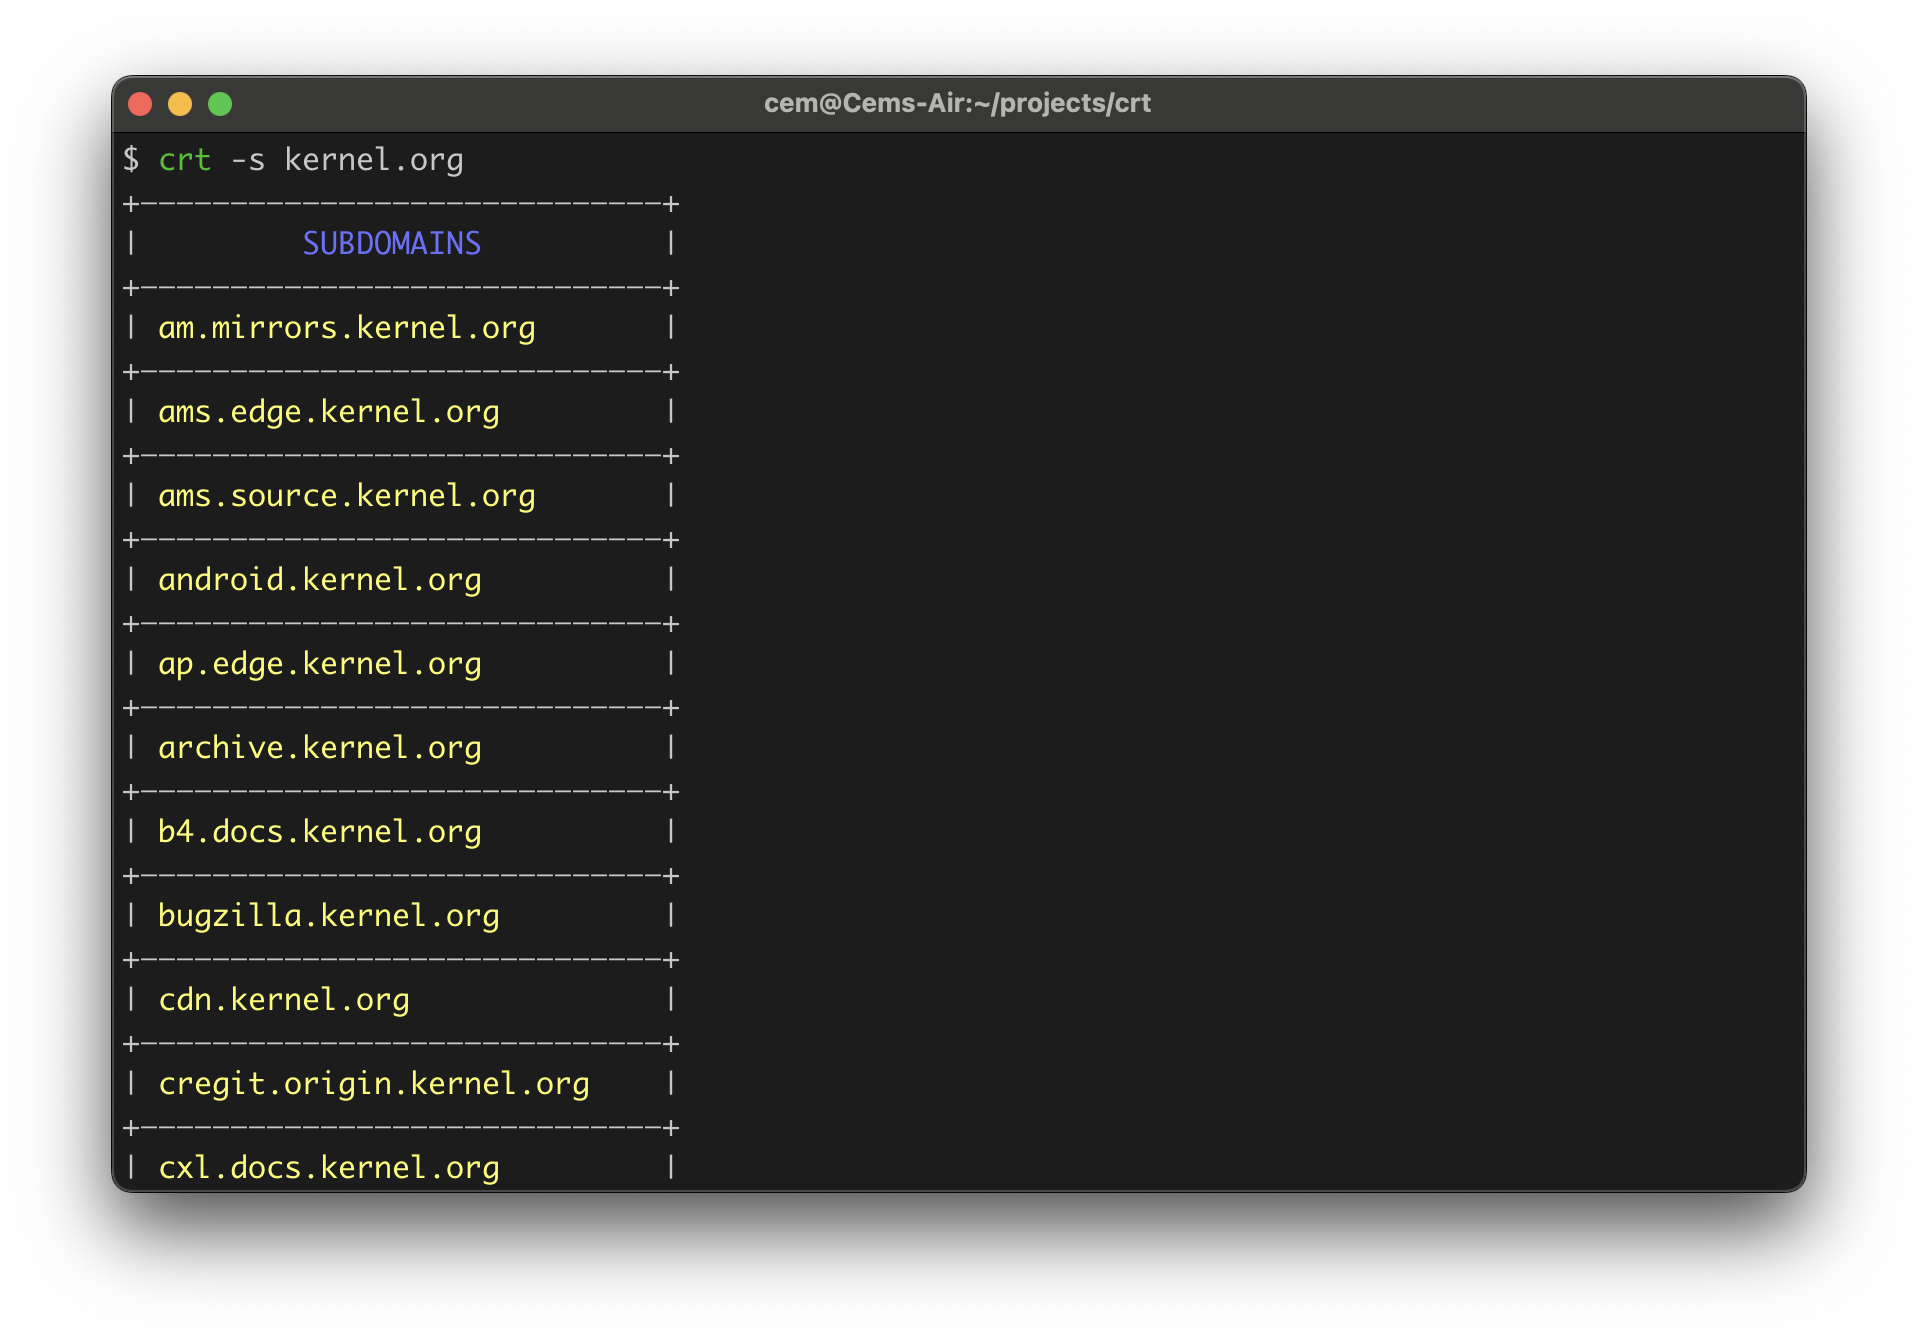 cem@Cems-Air:~/projects/crt
$ crt -s kernel.org
+-----------------------------+
|         SUBDOMAINS          |
+-----------------------------+
| am.mirrors.kernel.org       |
+-----------------------------+
| ams.edge.kernel.org         |
+-----------------------------+
| ams.source.kernel.org       |
+-----------------------------+
| android.kernel.org          |
+-----------------------------+
| ap.edge.kernel.org          |
+-----------------------------+
| archive.kernel.org          |
+-----------------------------+
| b4.docs.kernel.org          |
+-----------------------------+
| bugzilla.kernel.org         |
+-----------------------------+
| cdn.kernel.org              |
+-----------------------------+
| cregit.origin.kernel.org    |
+-----------------------------+
| cxl.docs.kernel.org         |